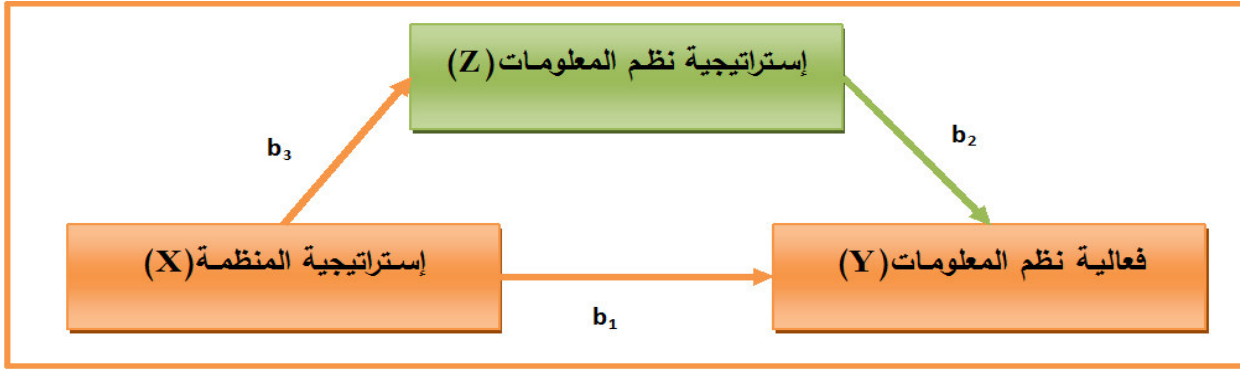 إستراتيجية نظم المعلومات (Z)
b₃
b₂
إستراتيجية المنظمة (X)
فعالية نظم المعلومات (Y)
b₁